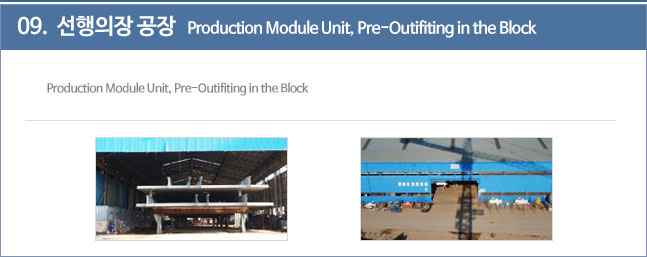 09. 선행의장 공장 Production Module Unit, Pre-Outifiting in the Block
Production Module Unit, Pre-Outifiting in the Block